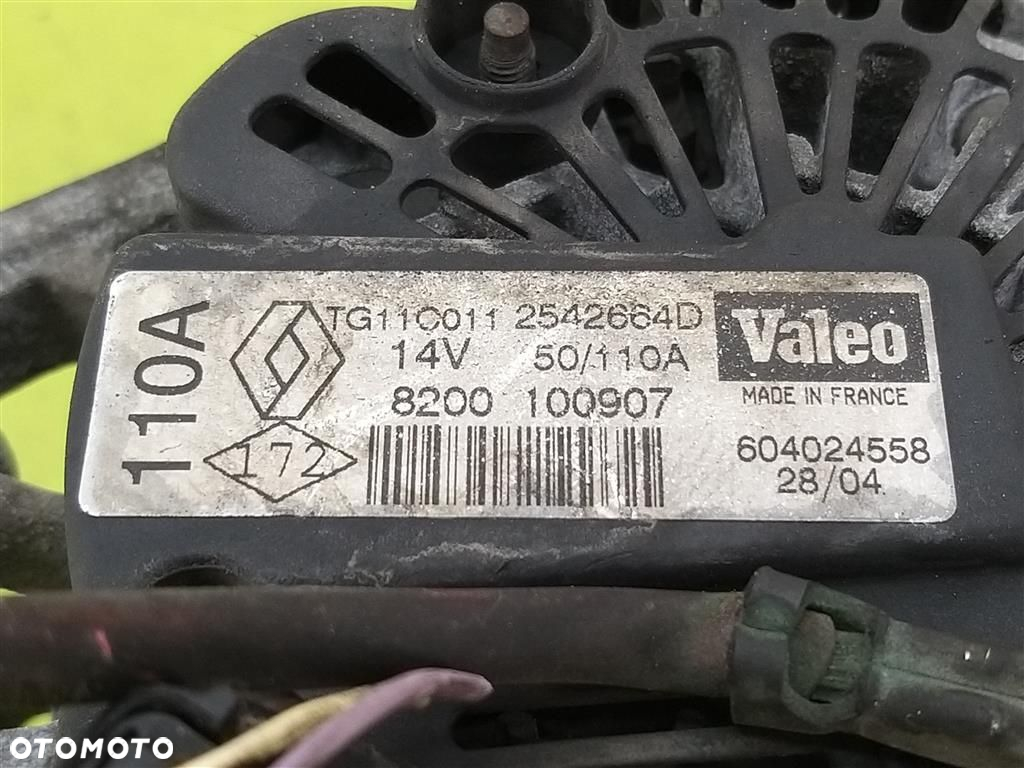 110A
TG11C011 2542664D
14V 50/110A
8200 100907
172
Valeo
MADE IN FRANCE
604024558
28/04
OTOMOTO